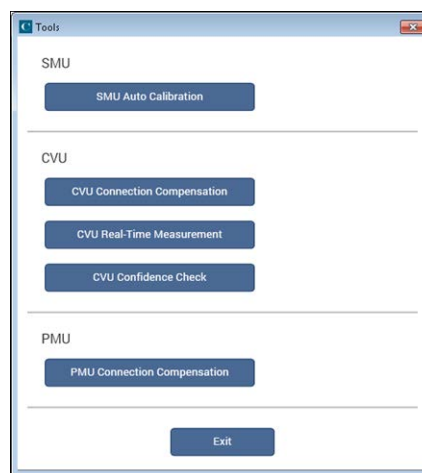 Tools
SMU
SMU Auto Calibration
CVU
CVU Connection Compensation
CVU Real-Time Measurement
CVU Confidence Check
PMU
PMU Connection Compensation
Exit